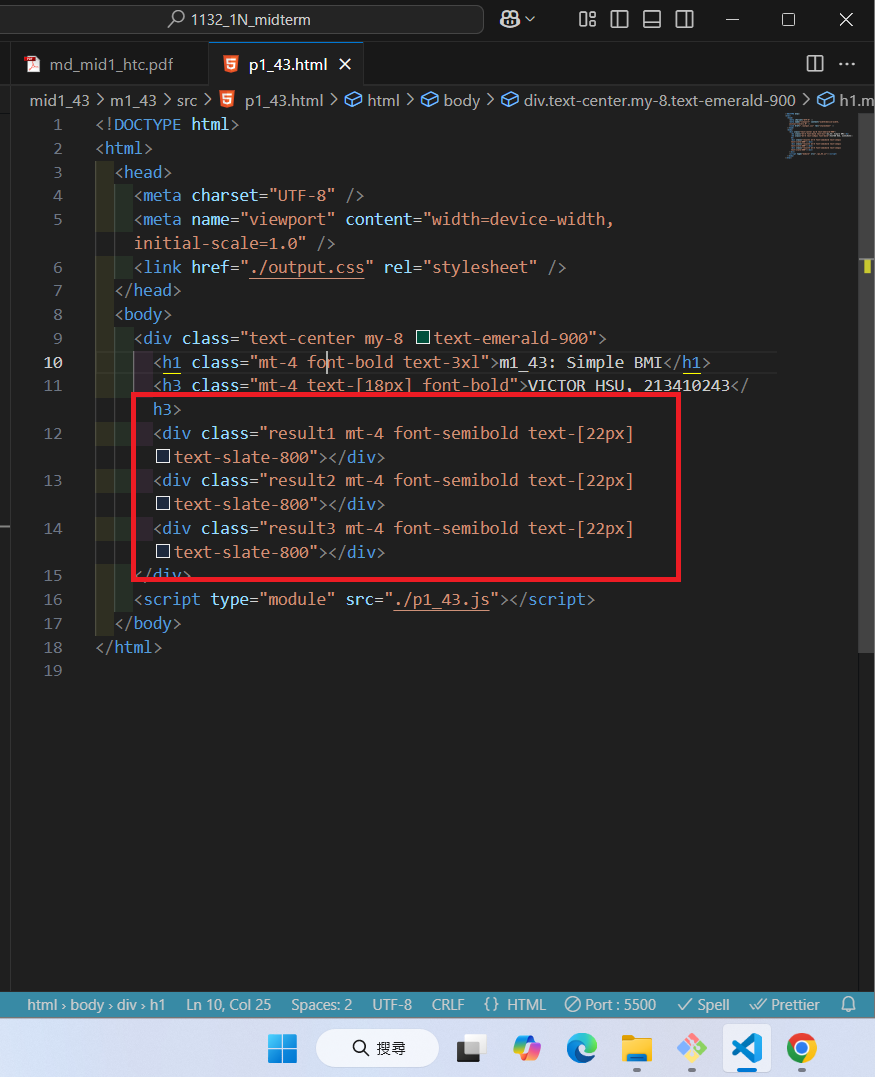 1132_1N_midterm
md_mid1_htc.pdf
p1_43.html
mid1_43 > m1_43 > src > p1_43.html > html > body > div.text-center.my-8.text-emerald-900 > h1.m
1 <!DOCTYPE html>
2 <html>
3 <head>
4 <meta charset="UTF-8" />
5 <meta name="viewport" content="width=device-width,
initial-scale=1.0" />
6 <link href="./output.css" rel="stylesheet" />
7 </head>
8 <body>
9 <div class="text-center my-8 text-emerald-900">
10 <h1 class="mt-4 font-bold text-3xl">m1_43: Simple BMI</h1>
11 <h3 class="mt-4 text-[18px] font-bold">VICTOR HSU, 213410243</
h3>
12 <div class="result1 mt-4 font-semibold text-[22px]
text-slate-800"></div>
13 <div class="result2 mt-4 font-semibold text-[22px]
text-slate-800"></div>
14 <div class="result3 mt-4 font-semibold text-[22px]
text-slate-800"></div>
15 </div>
16 <script type="module" src="./p1_43.js"></script>
17 </body>
18 </html>
19
html › body › div › h1 Ln 10, Col 25 Spaces: 2 UTF-8 CRLF {} HTML Port : 5500 Spell Prettier
搜尋